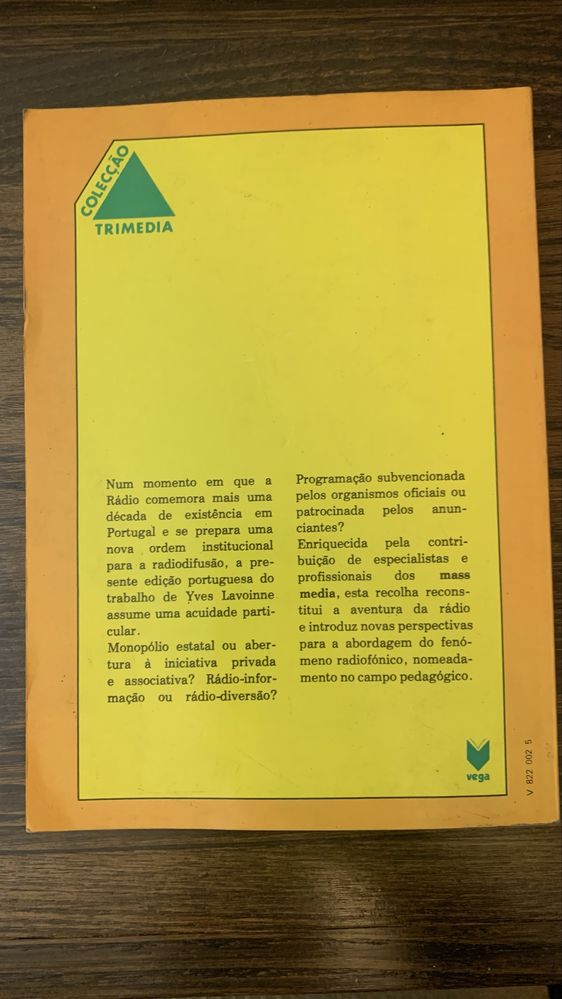 COLECÇÃO
TRIMEDIA
Num momento em que a
Rádio comemora mais uma
década de existência em
Portugal e se prepara uma
nova ordem institucional
para a radiodifusão, a pre-
sente edição portuguesa do
trabalho de Yves Lavoinne
assume uma acuidade parti-
cular.
Monopólio estatal ou aber-
tura à iniciativa privada
e associativa? Rádio-infor-
mação ou rádio-diversão?
Programação subvencionada
pelos organismos oficiais ou
patrocinada pelos anun-
ciantes?
Enriquecida pela contri-
buição de especialistas e
profissionais dos mass
media, esta recolha recons-
titui a aventura da rádio
e introduz novas perspectivas
para a abordagem do fenó-
meno radiofónico, nomeada-
mente no campo pedagógico.
vega
V 822 002 5